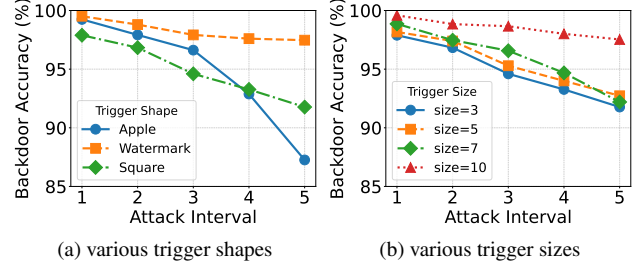 Backdoor Accuracy (%)
100
95
90
85
Trigger Shape
Apple
Watermark
Square
1 2 3 4 5
Attack Interval
(a) various trigger shapes
Backdoor Accuracy (%)
100
95
90
85
Trigger Size
size=3
size=5
size=7
size=10
1 2 3 4 5
Attack Interval
(b) various trigger sizes